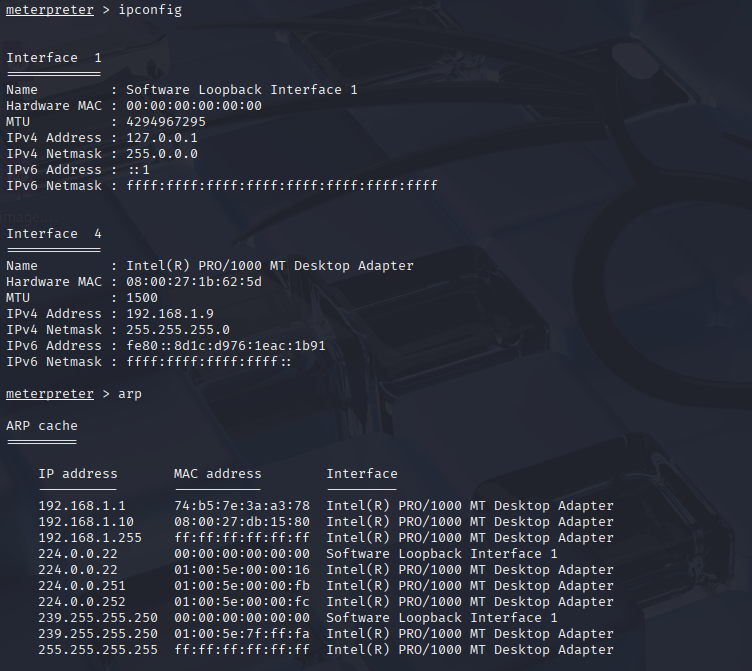 meterpreter > ipconfig
Interface  1
============
Name         : Software Loopback Interface 1
Hardware MAC : 00:00:00:00:00:00
MTU          : 4294967295
IPv4 Address : 127.0.0.1
IPv4 Netmask : 255.0.0.0
IPv6 Address : ::1
IPv6 Netmask : ffff:ffff:ffff:ffff:ffff:ffff:ffff:ffff
Interface  4
============
Name         : Intel(R) PRO/1000 MT Desktop Adapter
Hardware MAC : 08:00:27:1b:62:5d
MTU          : 1500
IPv4 Address : 192.168.1.9
IPv4 Netmask : 255.255.255.0
IPv6 Address : fe80::8d1c:d976:1eac:1b91
IPv6 Netmask : ffff:ffff:ffff:ffff::
meterpreter > arp
ARP cache
=========
    IP address       MAC address        Interface
    ----------       -----------        ---------
    192.168.1.1      74:b5:7e:3a:a3:78  Intel(R) PRO/1000 MT Desktop Adapter
    192.168.1.10     08:00:27:db:15:80  Intel(R) PRO/1000 MT Desktop Adapter
    192.168.1.255    ff:ff:ff:ff:ff:ff  Intel(R) PRO/1000 MT Desktop Adapter
    224.0.0.22       00:00:00:00:00:00  Software Loopback Interface 1
    224.0.0.22       01:00:5e:00:00:16  Intel(R) PRO/1000 MT Desktop Adapter
    224.0.0.251      01:00:5e:00:00:fb  Intel(R) PRO/1000 MT Desktop Adapter
    224.0.0.252      01:00:5e:00:00:fc  Intel(R) PRO/1000 MT Desktop Adapter
    239.255.255.250  00:00:00:00:00:00  Software Loopback Interface 1
    239.255.255.250  01:00:5e:7f:ff:fa  Intel(R) PRO/1000 MT Desktop Adapter
    255.255.255.255  ff:ff:ff:ff:ff:ff  Intel(R) PRO/1000 MT Desktop Adapter